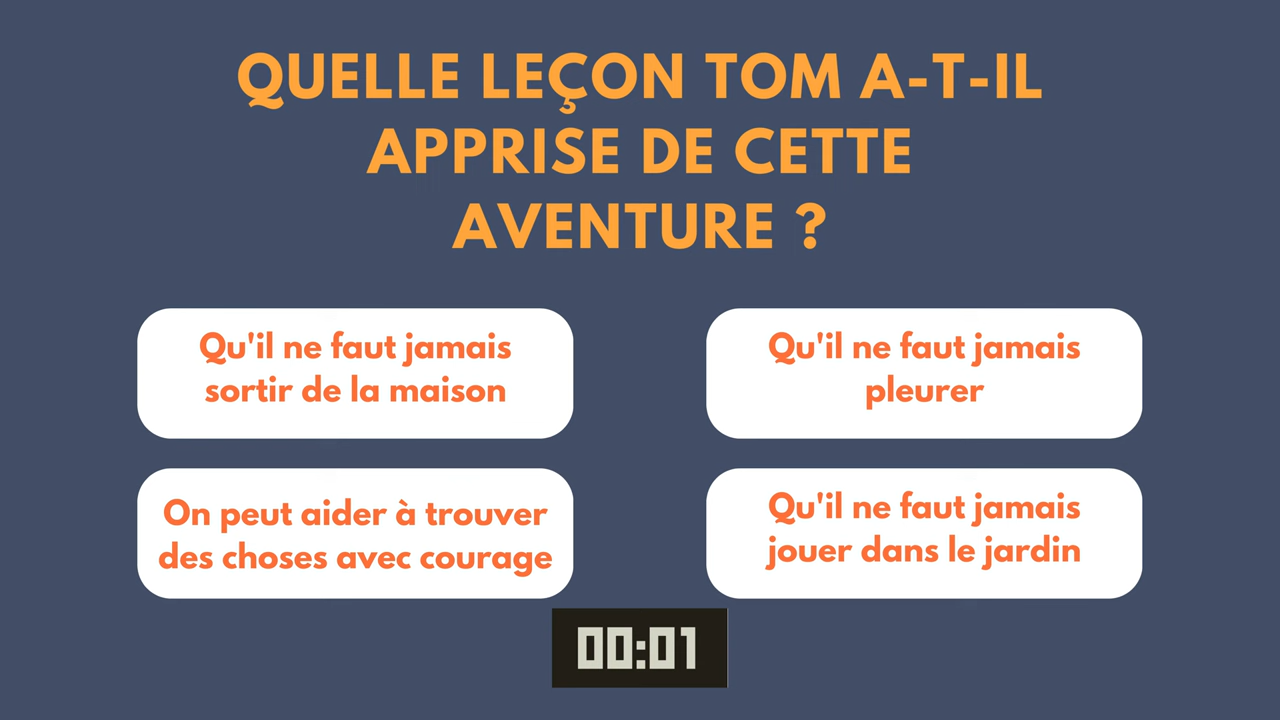 QUELLE LEÇON TOM A-T-IL
APPRISE DE CETTE
AVENTURE ?
Qu'il ne faut jamais
sortir de la maison
Qu'il ne faut jamais
pleurer
On peut aider à trouver
des choses avec courage
Qu'il ne faut jamais
jouer dans le jardin
00:01